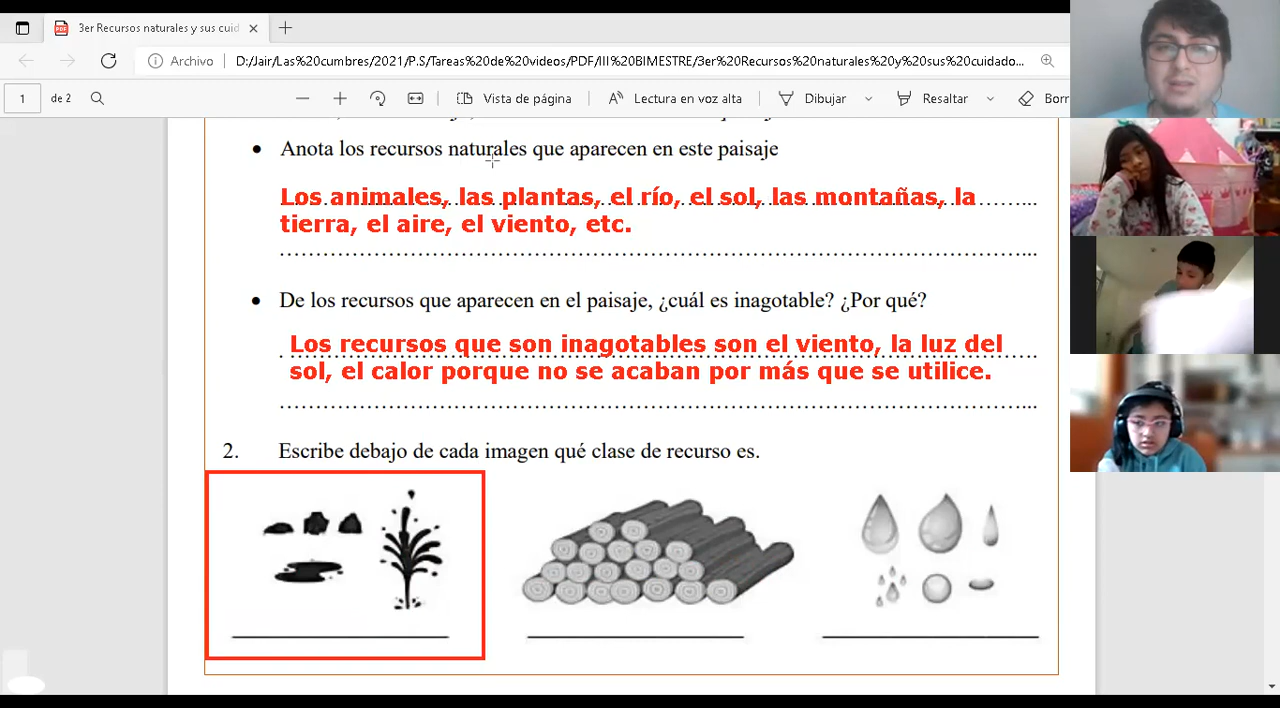 3er Recursos naturales y sus cuid
Archivo D:/Jair/Las%20cumbres/2021/P.S/Tareas%20de%20videos/PDF/III%20BIMESTRE/3er%20Recursos%20naturales%20y%20sus%20cuidado...
1 de 2 Vista de página Lectura en voz alta Dibujar Resaltar Borr
• Anota los recursos naturales que aparecen en este paisaje
Los animales, las plantas, el río, el sol, las montañas, la
tierra, el aire, el viento, etc.
• De los recursos que aparecen en el paisaje, ¿cuál es inagotable? ¿Por qué?
Los recursos que son inagotables son el viento, la luz del
sol, el calor porque no se acaban por más que se utilice.
2. Escribe debajo de cada imagen qué clase de recurso es.